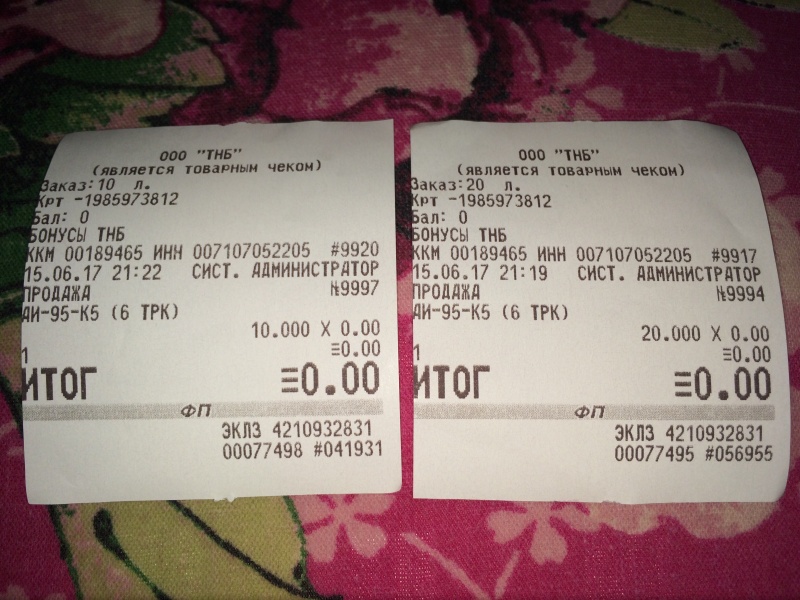 ООО "ТНБ"
(является товарным чеком)
Заказ:10 л.
Крт -1985973812
Бал: 0
БОНУСЫ ТНБ
ККМ 00189465 ИНН 007107052205 #9920
15.06.17 21:22 СИСТ. АДМИНИСТРАТОР
ПРОДАЖА №9997
АИ-95-К5 (6 ТРК)
10.000 X 0.00
1 ≡0.00
ИТОГ ≡0.00
ФП
ЭКЛЗ 4210932831
00077498 #041931
ООО "ТНБ"
(является товарным чеком)
Заказ:20 л.
Крт -1985973812
Бал: 0
БОНУСЫ ТНБ
ККМ 00189465 ИНН 007107052205 #9917
15.06.17 21:19 СИСТ. АДМИНИСТРАТОР
ПРОДАЖА №9994
АИ-95-К5 (6 ТРК)
20.000 X 0.00
1 ≡0.00
ИТОГ ≡0.00
ФП
ЭКЛЗ 4210932831
00077495 #056955